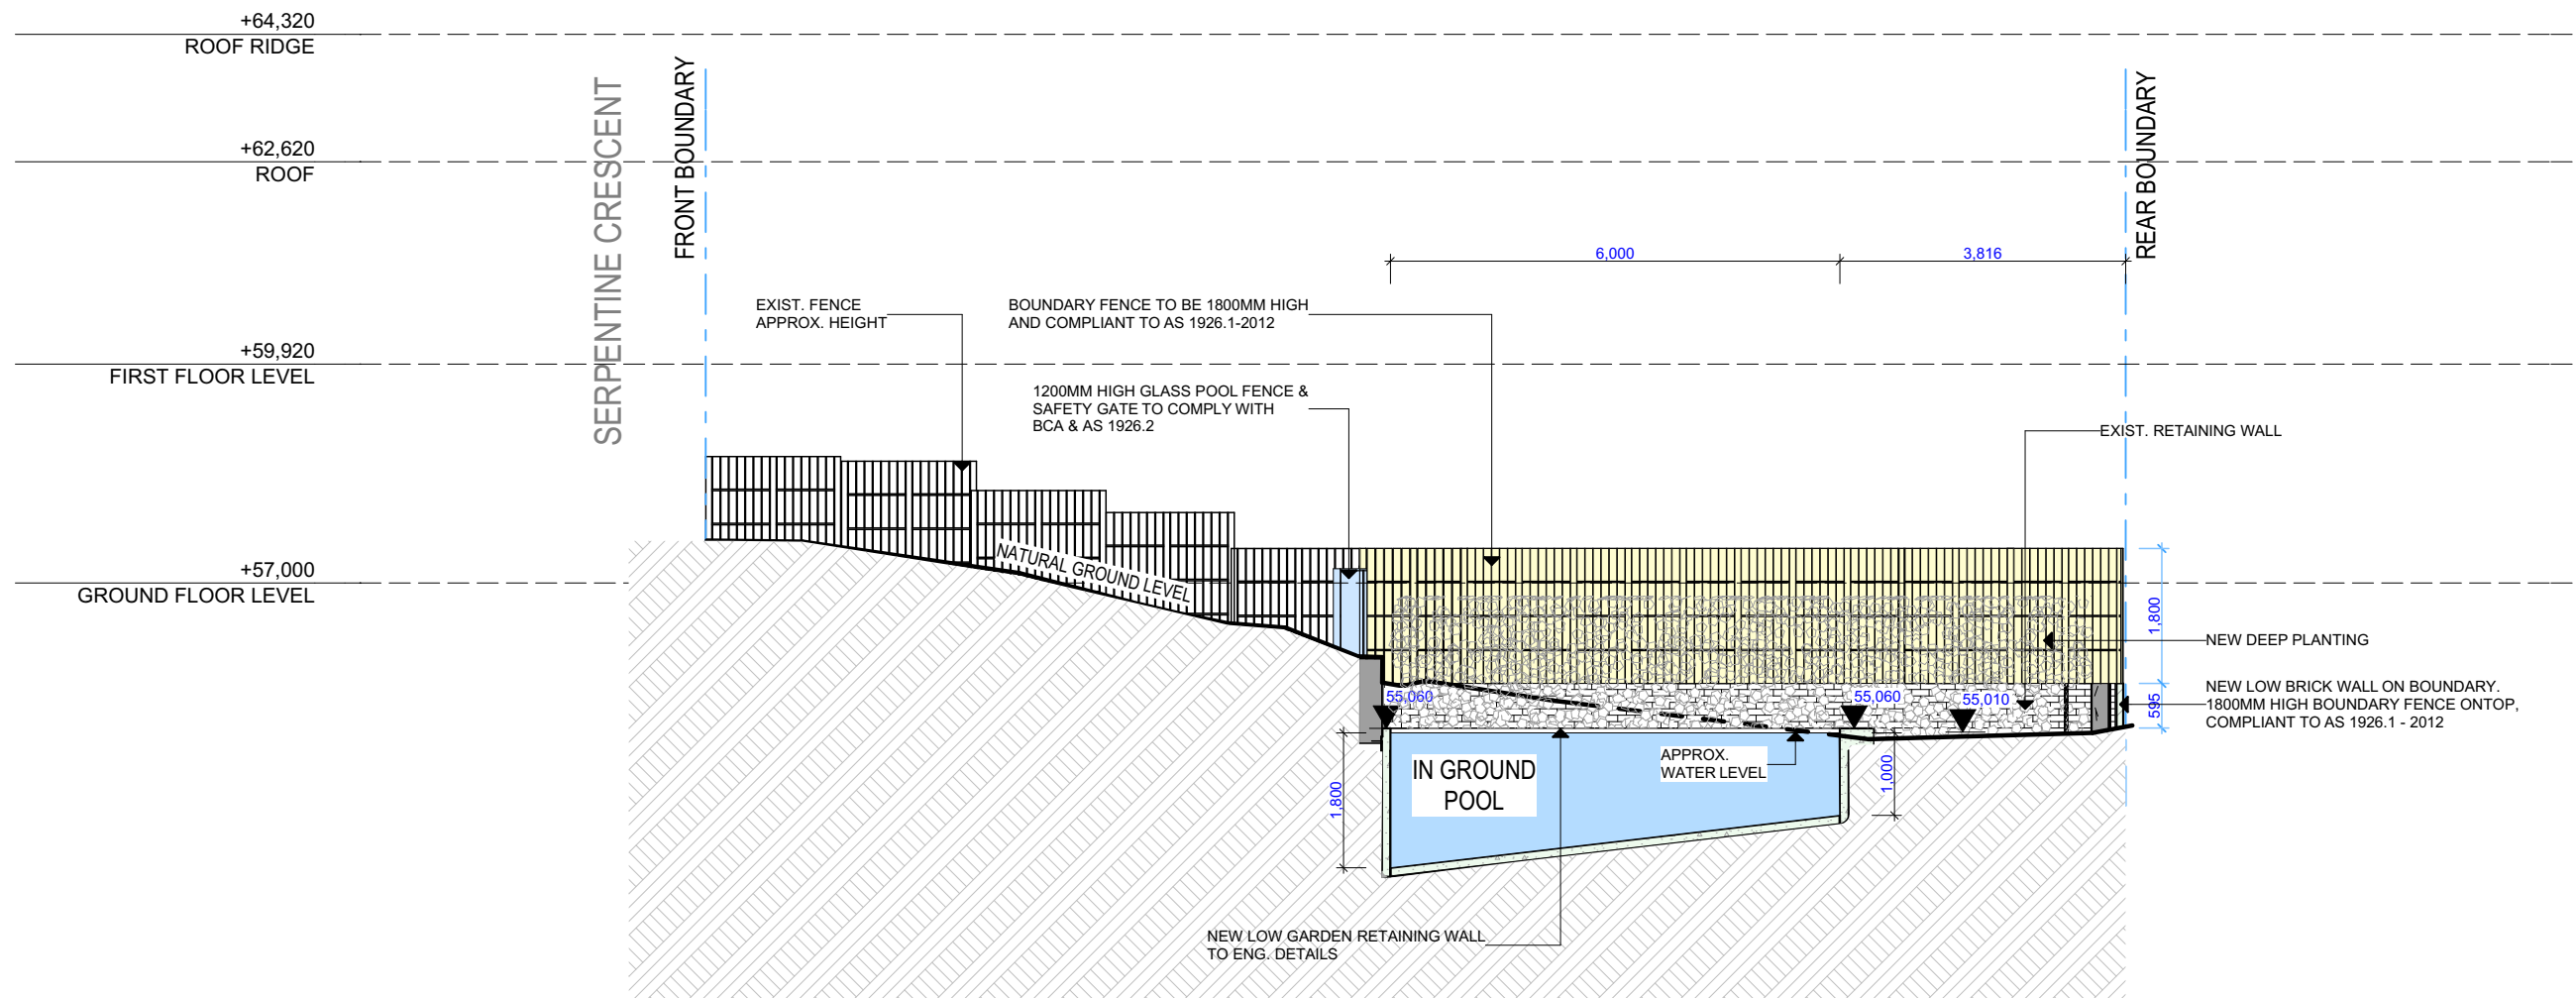 +64,320
ROOF RIDGE
+62,620
ROOF
+59,920
FIRST FLOOR LEVEL
+57,000
GROUND FLOOR LEVEL
SERPENTINE CRESCENT
FRONT BOUNDARY
REAR BOUNDARY
6,000
3,816
EXIST. FENCE
APPROX. HEIGHT
BOUNDARY FENCE TO BE 1800MM HIGH
AND COMPLIANT TO AS 1926.1-2012
1200MM HIGH GLASS POOL FENCE &
SAFETY GATE TO COMPLY WITH
BCA & AS 1926.2
EXIST. RETAINING WALL
NATURAL GROUND LEVEL
1,800
NEW DEEP PLANTING
595
NEW LOW BRICK WALL ON BOUNDARY.
1800MM HIGH BOUNDARY FENCE ONTOP,
COMPLIANT TO AS 1926.1 - 2012
55,060
55,060
55,010
IN GROUND
POOL
APPROX.
WATER LEVEL
1,800
1,000
NEW LOW GARDEN RETAINING WALL
TO ENG. DETAILS